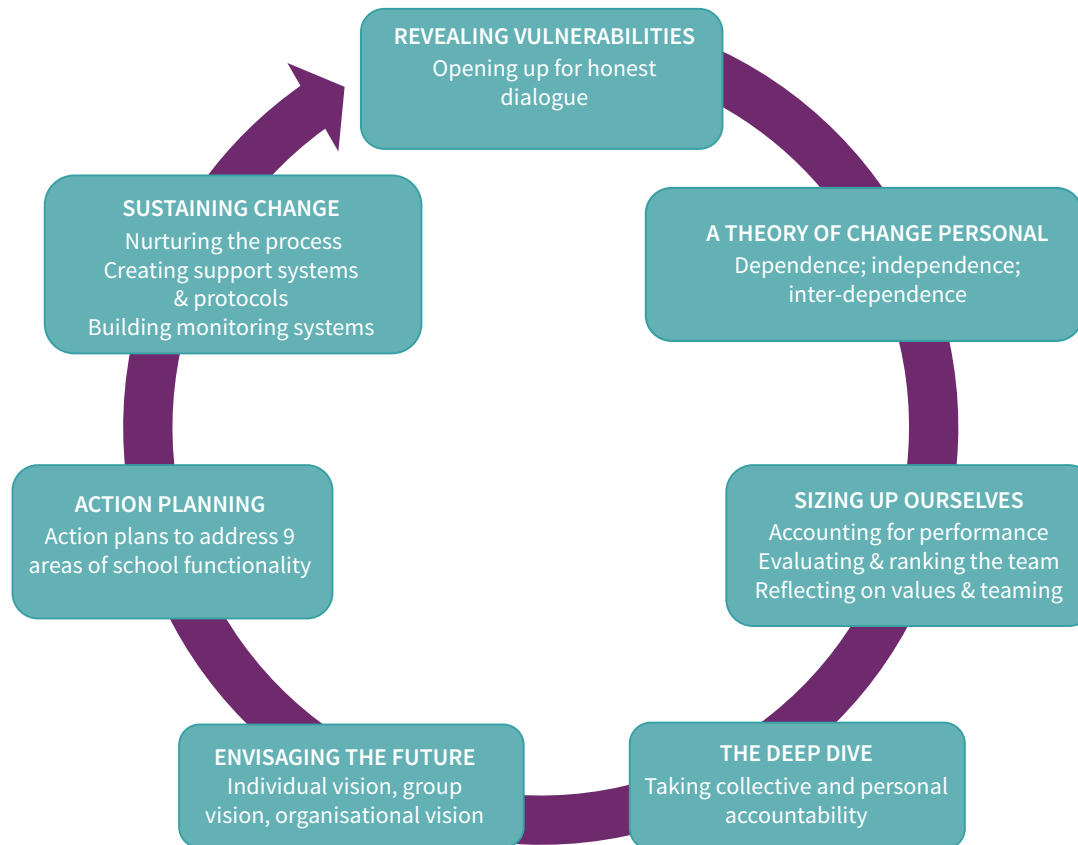 REVEALING VULNERABILITIES
Opening up for honest
dialogue
A THEORY OF CHANGE PERSONAL
Dependence; independence;
inter-dependence
SIZING UP OURSELVES
Accounting for performance
Evaluating & ranking the team
Reflecting on values & teaming
THE DEEP DIVE
Taking collective and personal
accountability
ENVISAGING THE FUTURE
Individual vision, group
vision, organisational vision
ACTION PLANNING
Action plans to address 9
areas of school functionality
SUSTAINING CHANGE
Nurturing the process
Creating support systems
& protocols
Building monitoring systems